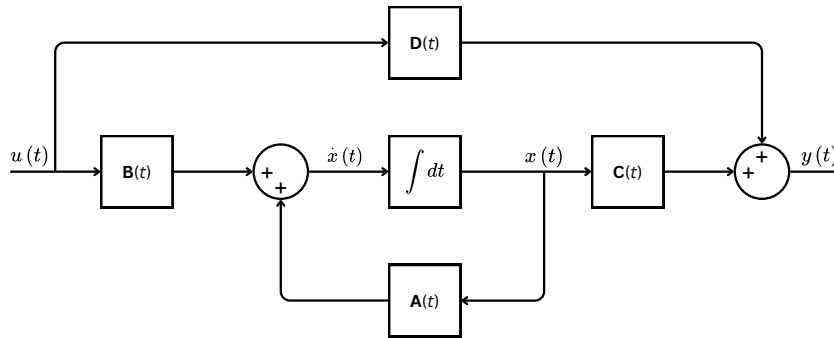 D(t)
u(t)
B(t)
+
+
ẋ(t)
∫dt
x(t)
C(t)
+
+
y(t)
A(t)